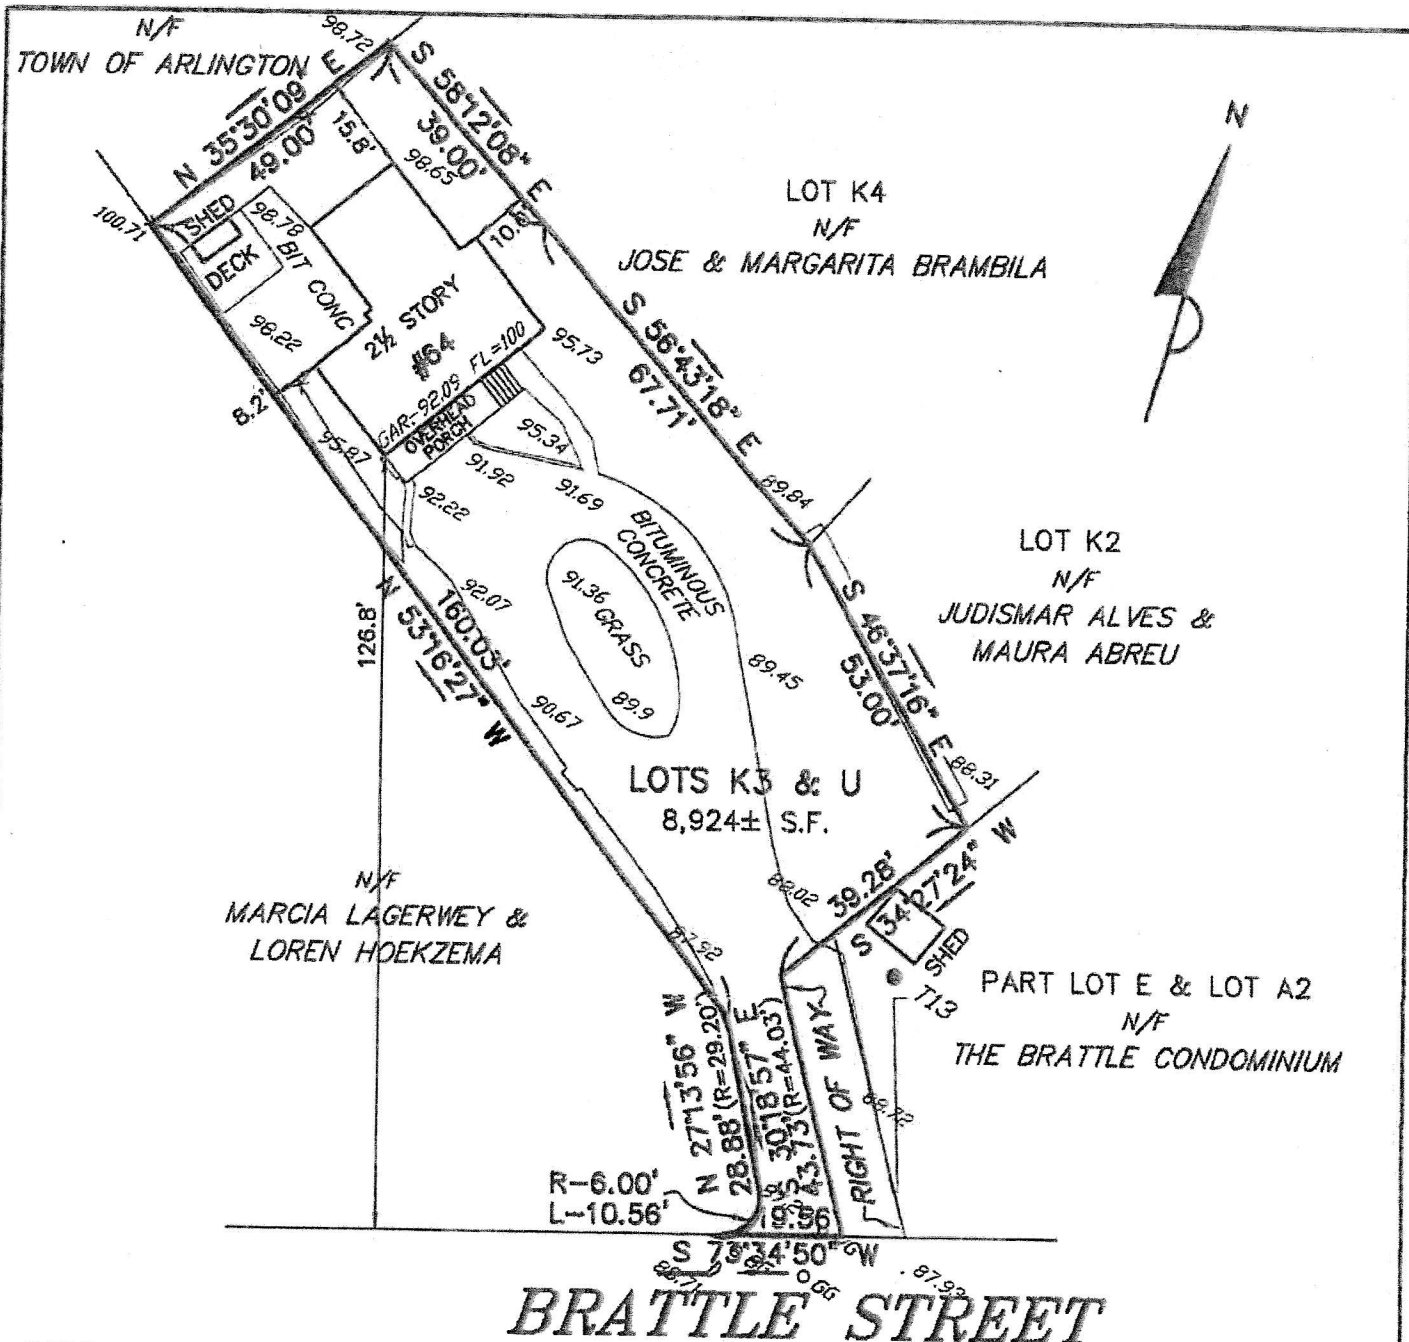 N/F
TOWN OF ARLINGTON
98.72
N 35°30'09 E
49.00'
S 58°12'08" E
39.00'
15.8'
98.65
N
100.71
SHED
DECK
98.78
BIT CONC
98.22
10.6'
LOT K4
N/F
JOSE & MARGARITA BRAMBILA
2½ STORY
#64
GAR-92.09 FL=100
OVERHEAD
PORCH
95.73
S 56°43'18" E
67.71'
8.2'
95.87
95.34
91.92
91.69
92.22
89.84
BITUMINOUS
CONCRETE
LOT K2
N/F
JUDISMAR ALVES &
MAURA ABREU
91.36
GRASS
89.9
92.07
160.03'
N 53°16'27" W
126.8'
90.67
89.45
S 46°37'16" E
53.00'
88.31
LOTS K3 & U
8,924± S.F.
88.02
39.28'
S 34°27'24" W
SHED
T13
N/F
MARCIA LAGERWEY &
LOREN HOEKZEMA
87.92
PART LOT E & LOT A2
N/F
THE BRATTLE CONDOMINIUM
N 27°13'56" W
28.88'(R=29.20')
S 30°18'57" E
43.73'(R=44.03')
RIGHT OF WAY
88.72
R-6.00'
L-10.56'
19.56
S 73°34'50" W
88.71
GG
87.93
BRATTLE STREET